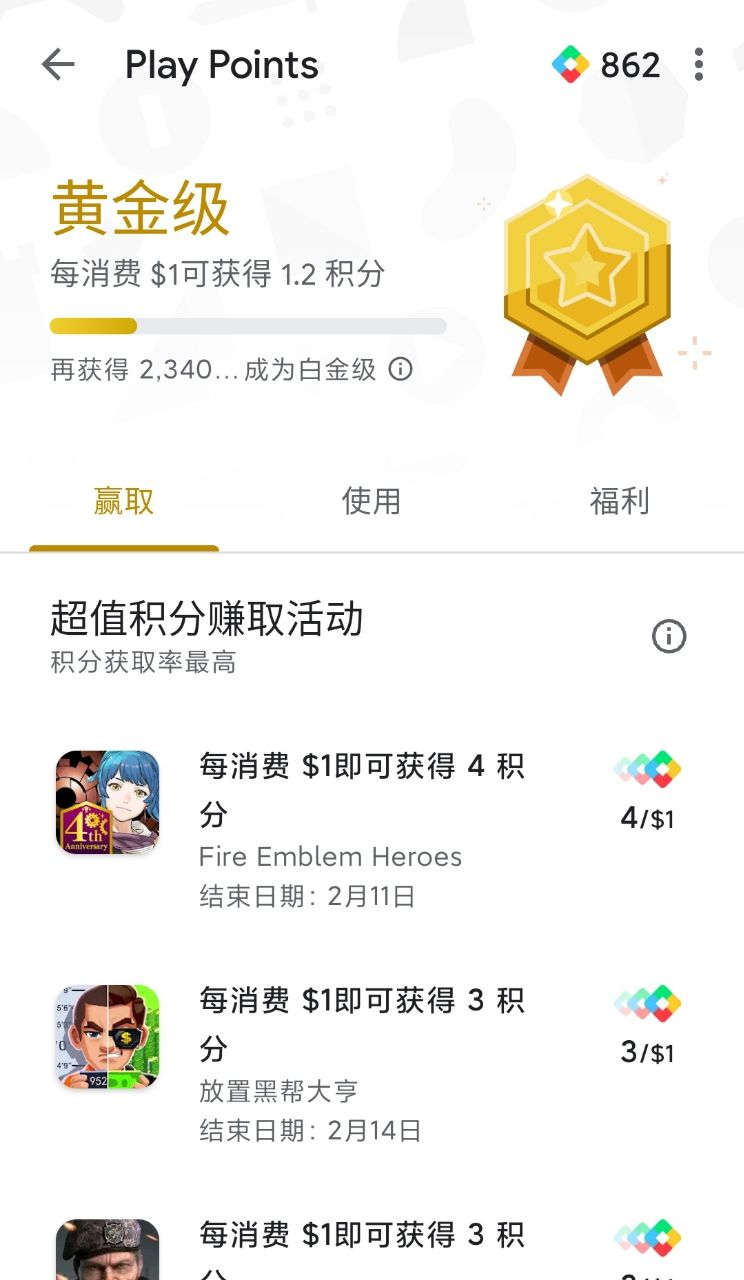 Play Points
862
黄金级
每消费 $1可获得 1.2 积分
再获得 2,340... 成为白金级
赢取
使用
福利
超值积分赚取活动
积分获取率最高
每消费 $1即可获得 4 积
分
4/$1
4th
Anniversary
Fire Emblem Heroes
结束日期：2月11日
每消费 $1即可获得 3 积
分
3/$1
952
放置黑帮大亨
结束日期：2月14日
每消费 $1即可获得 3 积